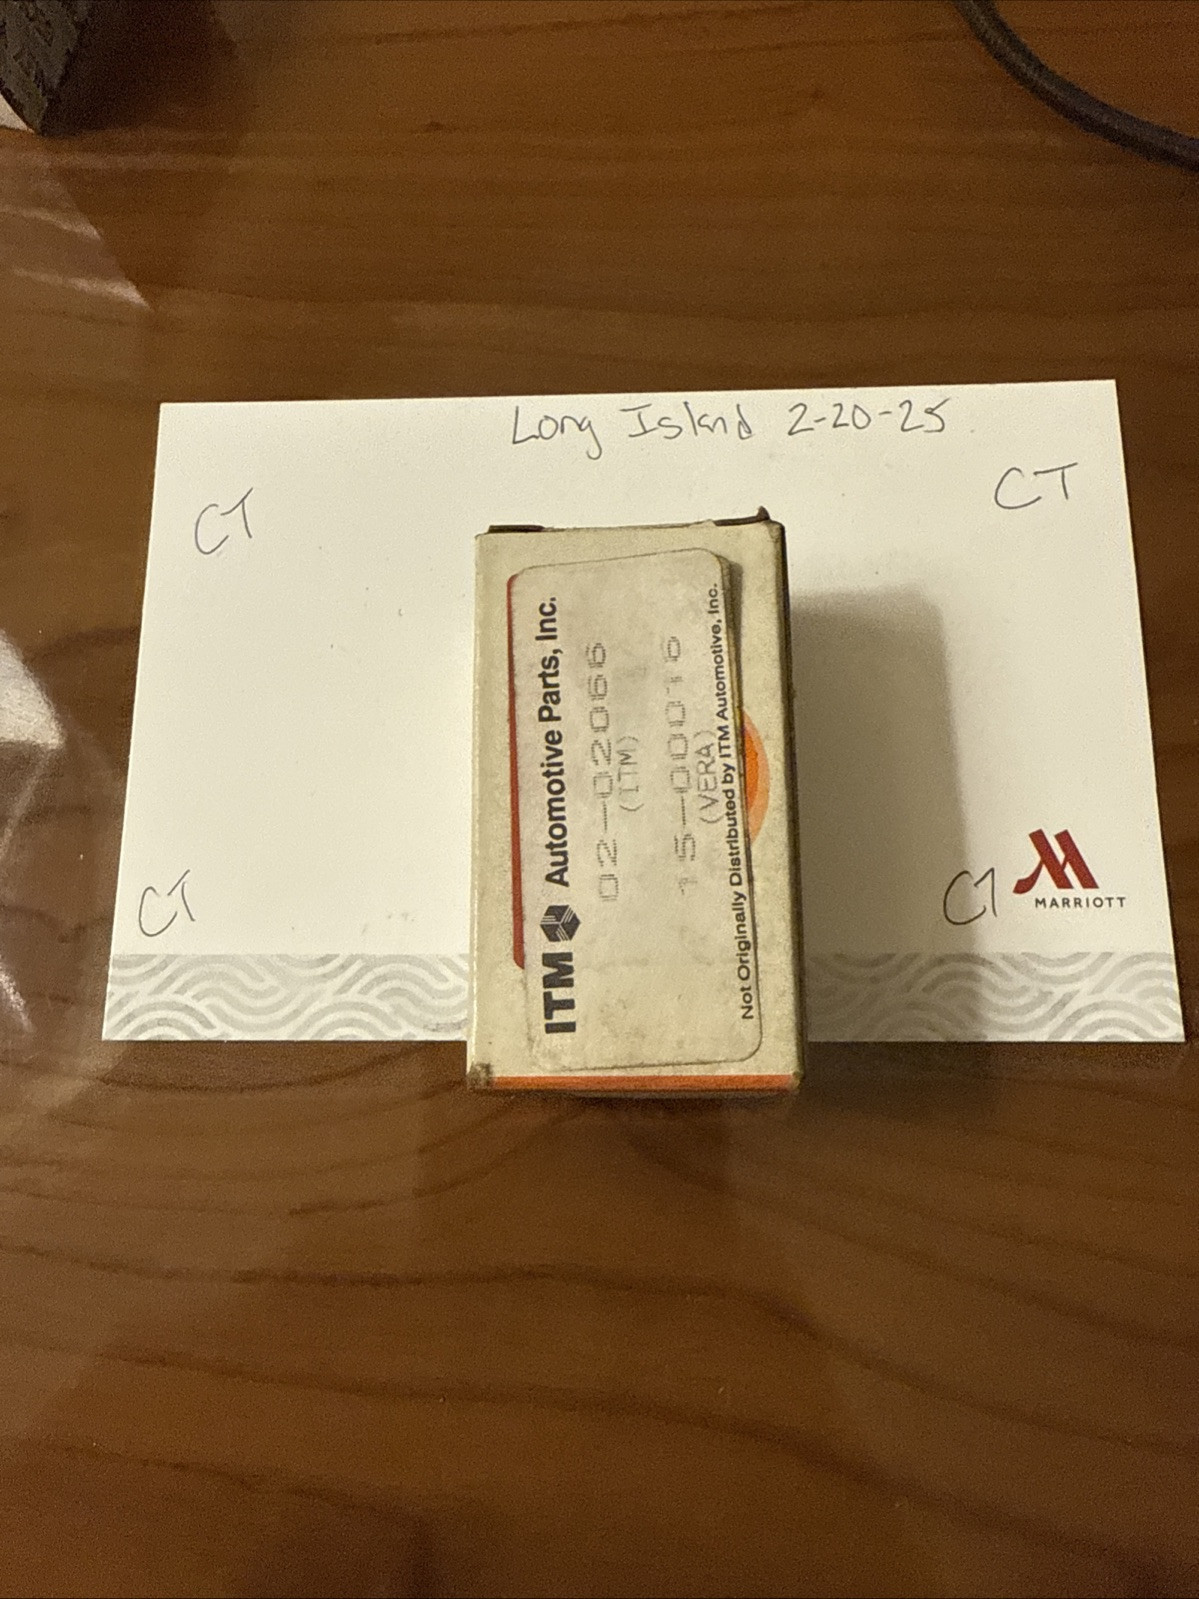 Long Island 2-20-25
CT
CT
ITM Automotive Parts, Inc.
02-02066
(ITM)
15-00016
(VERA)
Not Originally Distributed by ITM Automotive, Inc.
CT
CT
MARRIOTT